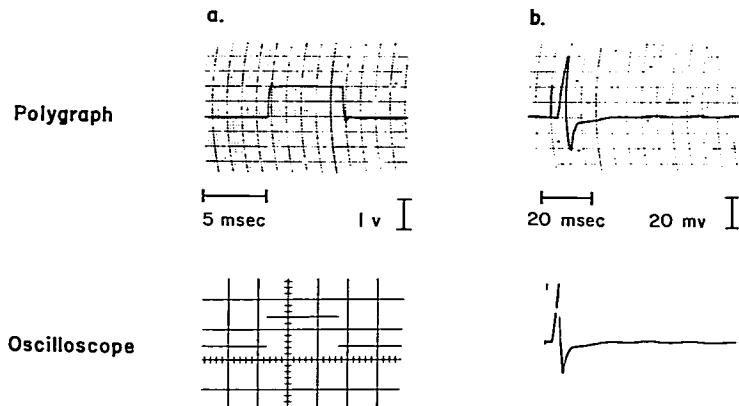 a.
b.
Polygraph
5 msec
1 v
20 msec
20 mv
Oscilloscope